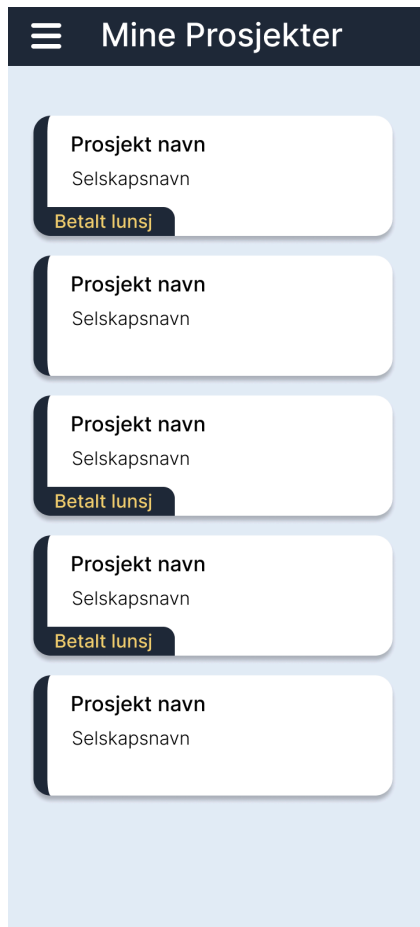 Mine Prosjekter
Prosjekt navn
Selskapsnavn
Betalt lunsj
Prosjekt navn
Selskapsnavn
Prosjekt navn
Selskapsnavn
Betalt lunsj
Prosjekt navn
Selskapsnavn
Betalt lunsj
Prosjekt navn
Selskapsnavn